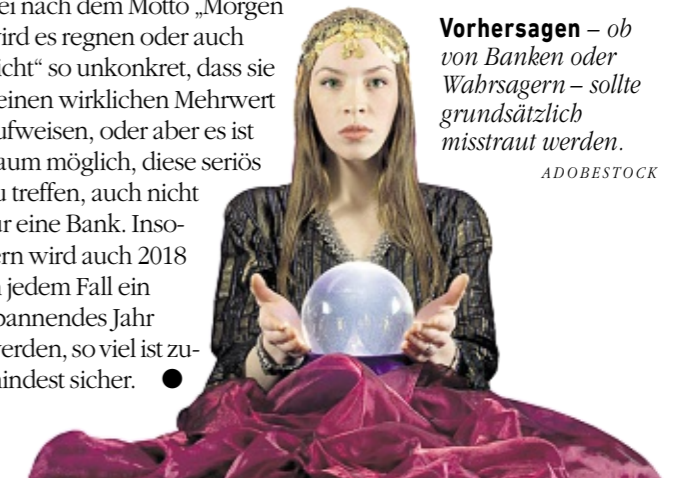 ei nach dem Motto „Morgen
ird es regnen oder auch
icht“ so unkonkret, dass sie
einen wirklichen Mehrwert
ufweisen, oder aber es ist
aum möglich, diese seriös
u treffen, auch nicht
ur eine Bank. Inso-
ern wird auch 2018
n jedem Fall ein
pannendes Jahr
erden, so viel ist zu-
indest sicher. ●
Vorhersagen – ob
von Banken oder
Wahrsagern – sollte
grundsätzlich
misstraut werden.
ADOBESTOCK